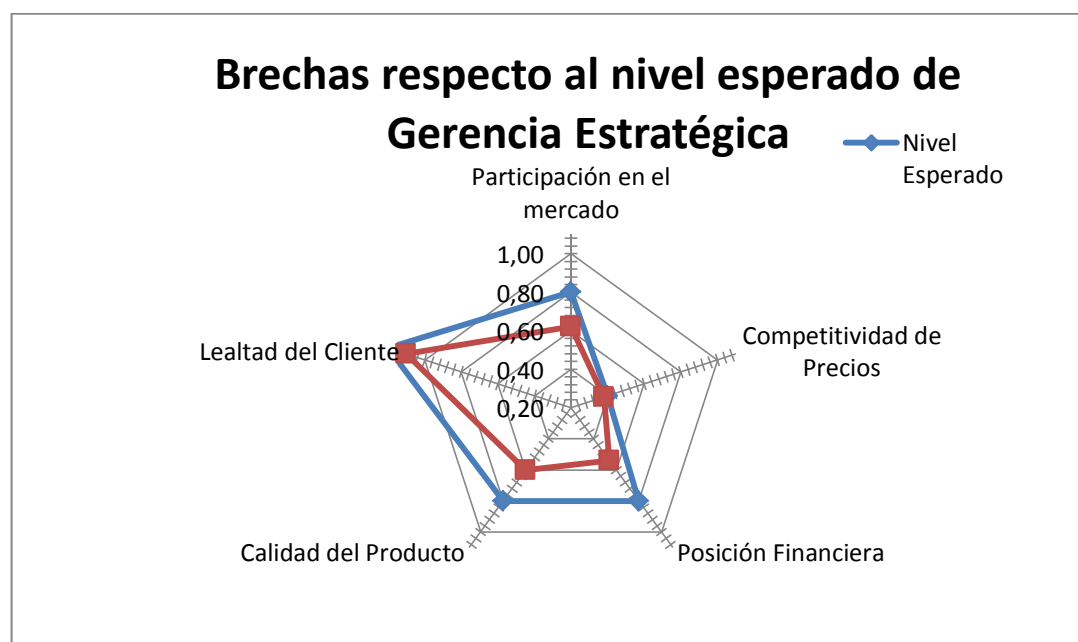 Brechas respecto al nivel esperado de
Gerencia Estratégica
Nivel
Esperado
Participación en el
mercado
1,00
0,80
0,60
0,40
0,20
Competitividad de
Precios
Posición Financiera
Calidad del Producto
Lealtad del Cliente